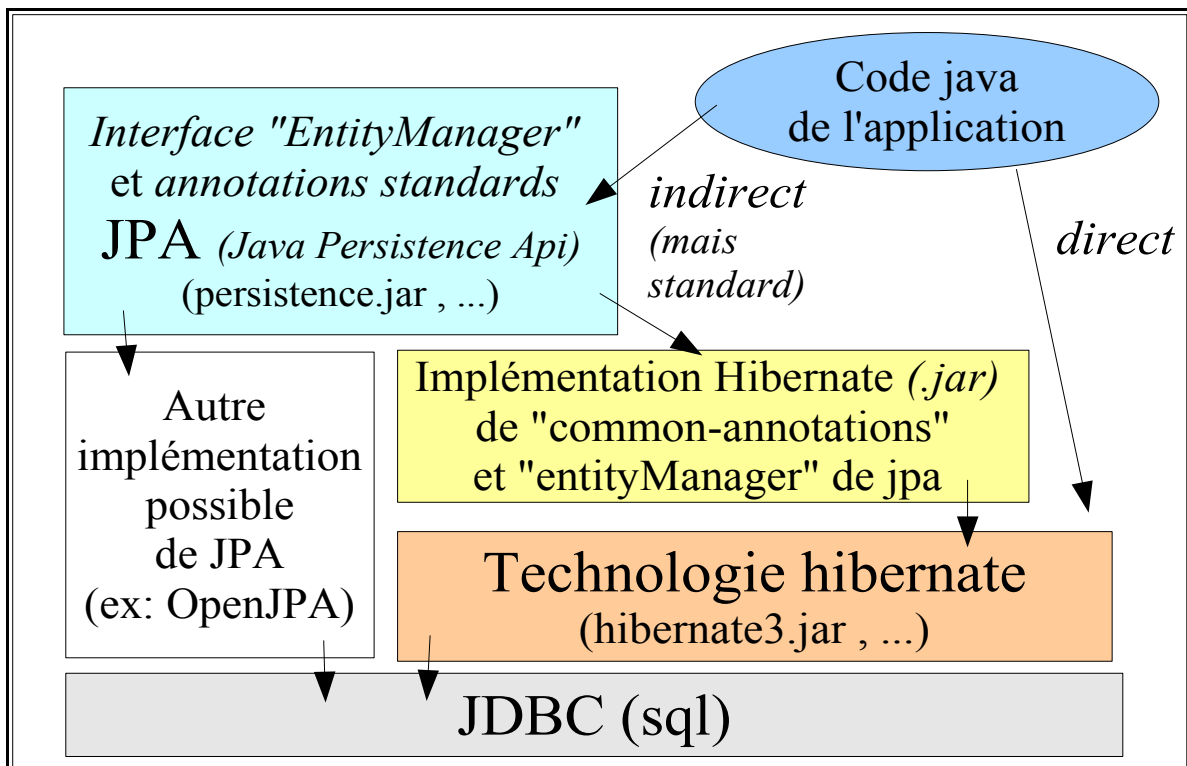 Code java
de l'application
Interface "EntityManager"
et annotations standards
JPA (Java Persistence Api)
(persistence.jar , ...)
indirect
(mais
standard)
direct
Autre
implémentation
possible
de JPA
(ex: OpenJPA)
Implémentation Hibernate (.jar)
de "common-annotations"
et "entityManager" de jpa
Technologie hibernate
(hibernate3.jar , ...)
JDBC (sql)